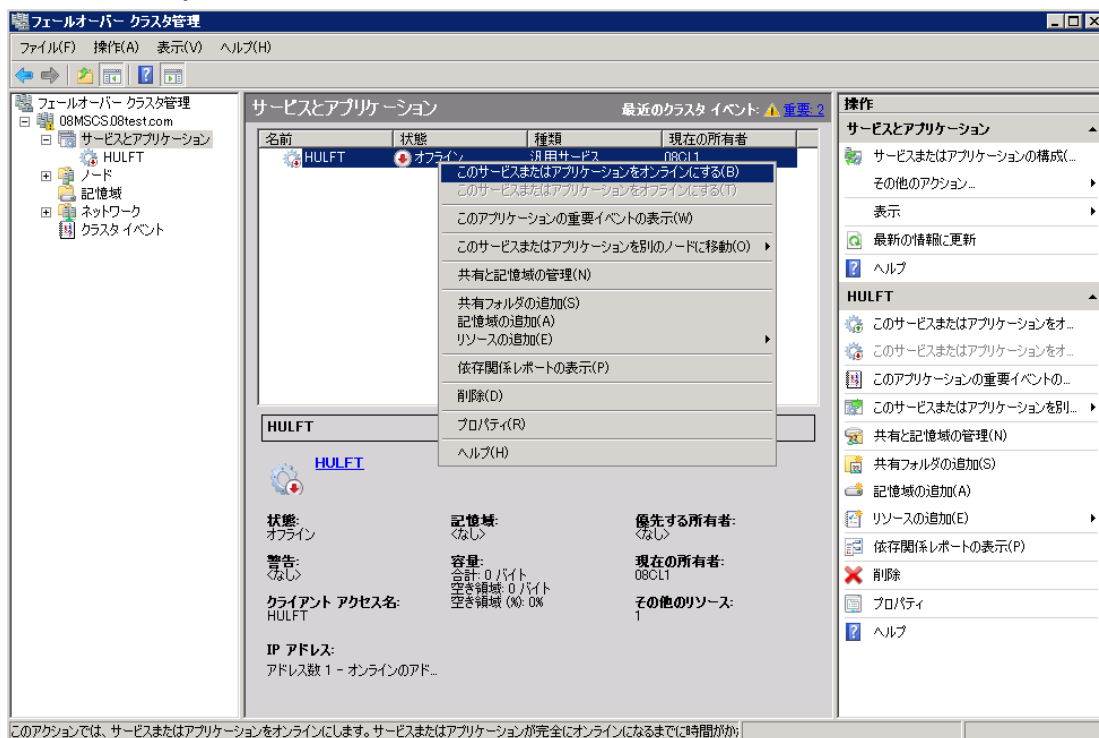 フェールオーバー クラスタ管理
ファイル(F) 操作(A) 表示(V) ヘルプ(H)
フェールオーバー クラスタ管理
08MSCS.08test.com
サービスとアプリケーション
HULFT
ノード
記憶域
ネットワーク
クラスタ イベント
サービスとアプリケーション 最近のクラスタ イベント: 重要: 2
名前 状態 種類 現在の所有者
HULFT オフライン 汎用サービス 08CL1
このサービスまたはアプリケーションをオンラインにする(B)
このサービスまたはアプリケーションをオフラインにする(T)
このアプリケーションの重要イベントの表示(W)
このサービスまたはアプリケーションを別のノードに移動(O)
共有と記憶域の管理(N)
共有フォルダの追加(S)
記憶域の追加(A)
リソースの追加(E)
依存関係レポートの表示(P)
削除(D)
プロパティ(R)
ヘルプ(H)
HULFT
HULFT
状態:
オフライン
記憶域:
<なし>
優先する所有者:
<なし>
警告:
<なし>
容量:
合計: 0 バイト
空き領域: 0 バイト
空き領域 (%): 0%
現在の所有者:
08CL1
クライアント アクセス名:
HULFT
その他のリソース:
1
IP アドレス:
アドレス数 1 - オンラインのアド...
操作
サービスとアプリケーション
サービスまたはアプリケーションの構成(...
その他のアクション...
表示
最新の情報に更新
ヘルプ
HULFT
このサービスまたはアプリケーションをオ...
このサービスまたはアプリケーションをオ...
このアプリケーションの重要イベントの...
このサービスまたはアプリケーションを別...
共有と記憶域の管理(N)
共有フォルダの追加(S)
記憶域の追加(A)
リソースの追加(E)
依存関係レポートの表示(P)
削除
プロパティ
ヘルプ
このアクションでは、サービスまたはアプリケーションをオンラインにします。サービスまたはアプリケーションが完全にオンラインになるまでに時間がか